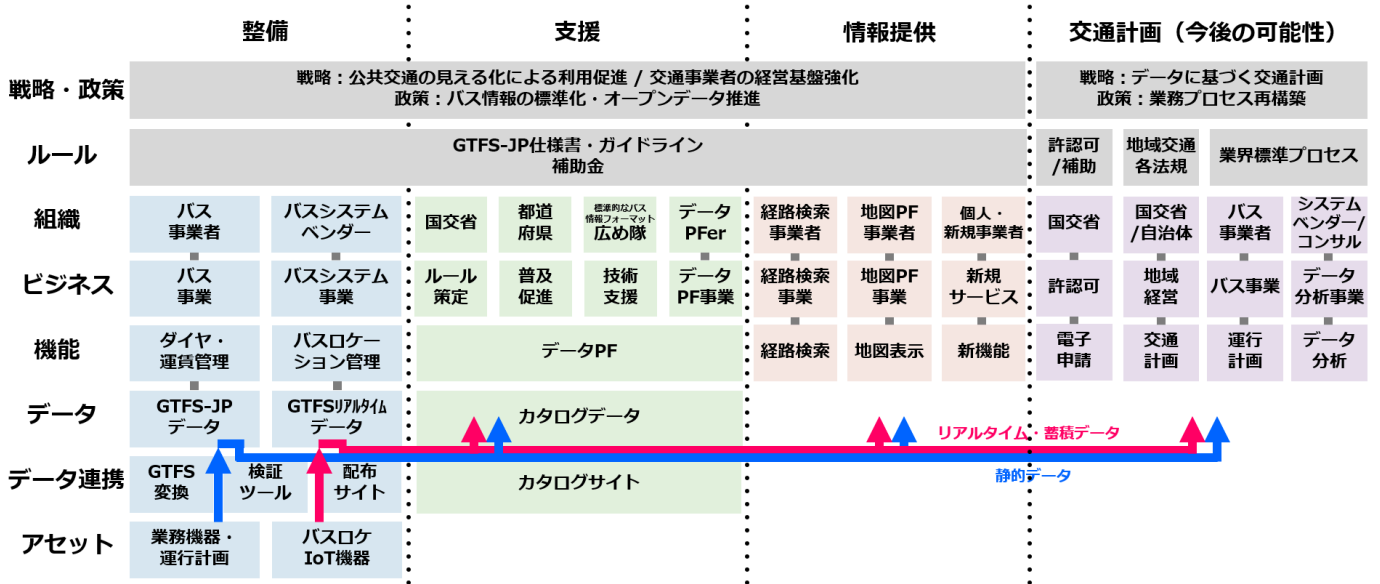 整備
支援
情報提供
交通計画（今後の可能性）
戦略・政策
戦略：公共交通の見える化による利用促進 / 交通事業者の経営基盤強化
政策：バス情報の標準化・オープンデータ推進
戦略：データに基づく交通計画
政策：業務プロセス再構築
ルール
GTFS-JP仕様書・ガイドライン
補助金
許認可
/補助
地域交通
各法規
業界標準プロセス
組織
バス
事業者
バスシステム
ベンダー
国交省
都道
府県
標準的なバス
情報フォーマット
広め隊
データ
PFer
経路検索
事業者
地図PF
事業者
個人・
新規事業者
国交省
国交省
/自治体
バス
事業者
システム
ベンダー/
コンサル
ビジネス
バス
事業
バスシステム
事業
ルール
策定
普及
促進
技術
支援
データ
PF事業
経路検索
事業
地図PF
事業
新規
サービス
許認可
地域
経営
バス事業
データ
分析事業
機能
ダイヤ・
運賃管理
バスロケー
ション管理
データPF
経路検索
地図表示
新機能
電子
申請
交通
計画
運行
計画
データ
分析
データ
GTFS-JP
データ
GTFSﾘｱﾙﾀｲﾑ
データ
カタログデータ
リアルタイム・蓄積データ
静的データ
データ連携
GTFS
変換
検証
ツール
配布
サイト
カタログサイト
アセット
業務機器・
運行計画
バスロケ
IoT機器